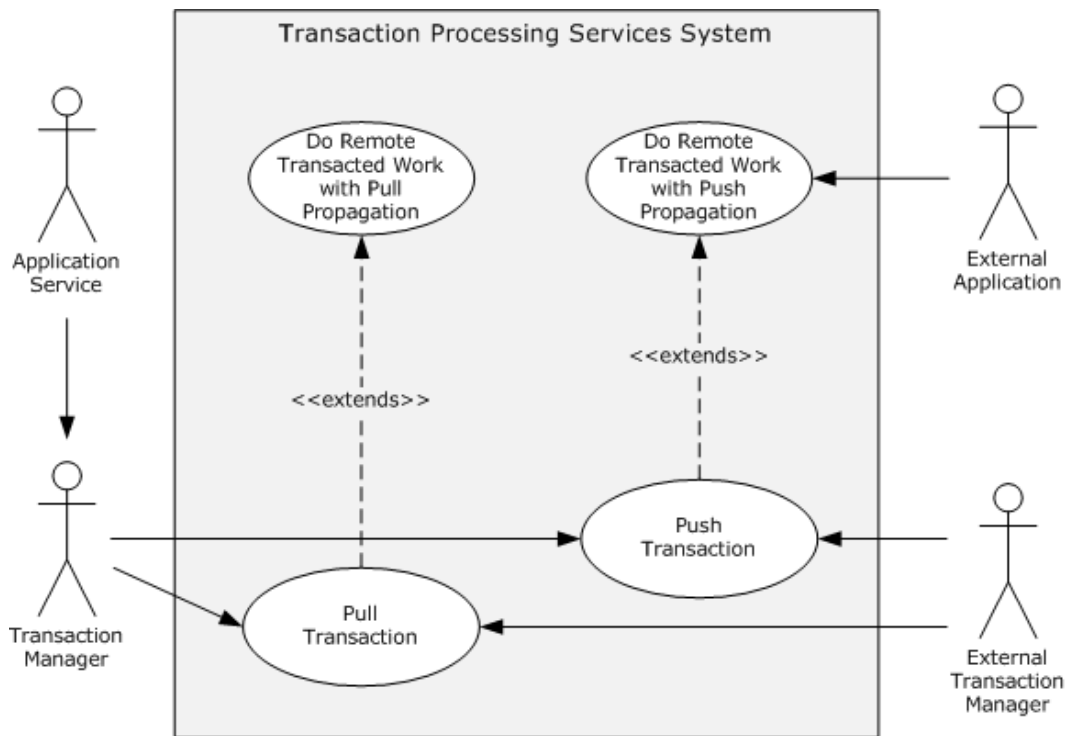 Transaction Processing Services System
Do Remote
Transacted Work
with Pull
Propagation
Do Remote
Transacted Work
with Push
Propagation
Application
Service
External
Application
<<extends>>
<<extends>>
Push
Transaction
Pull
Transaction
Transaction
Manager
External
Transaction
Manager